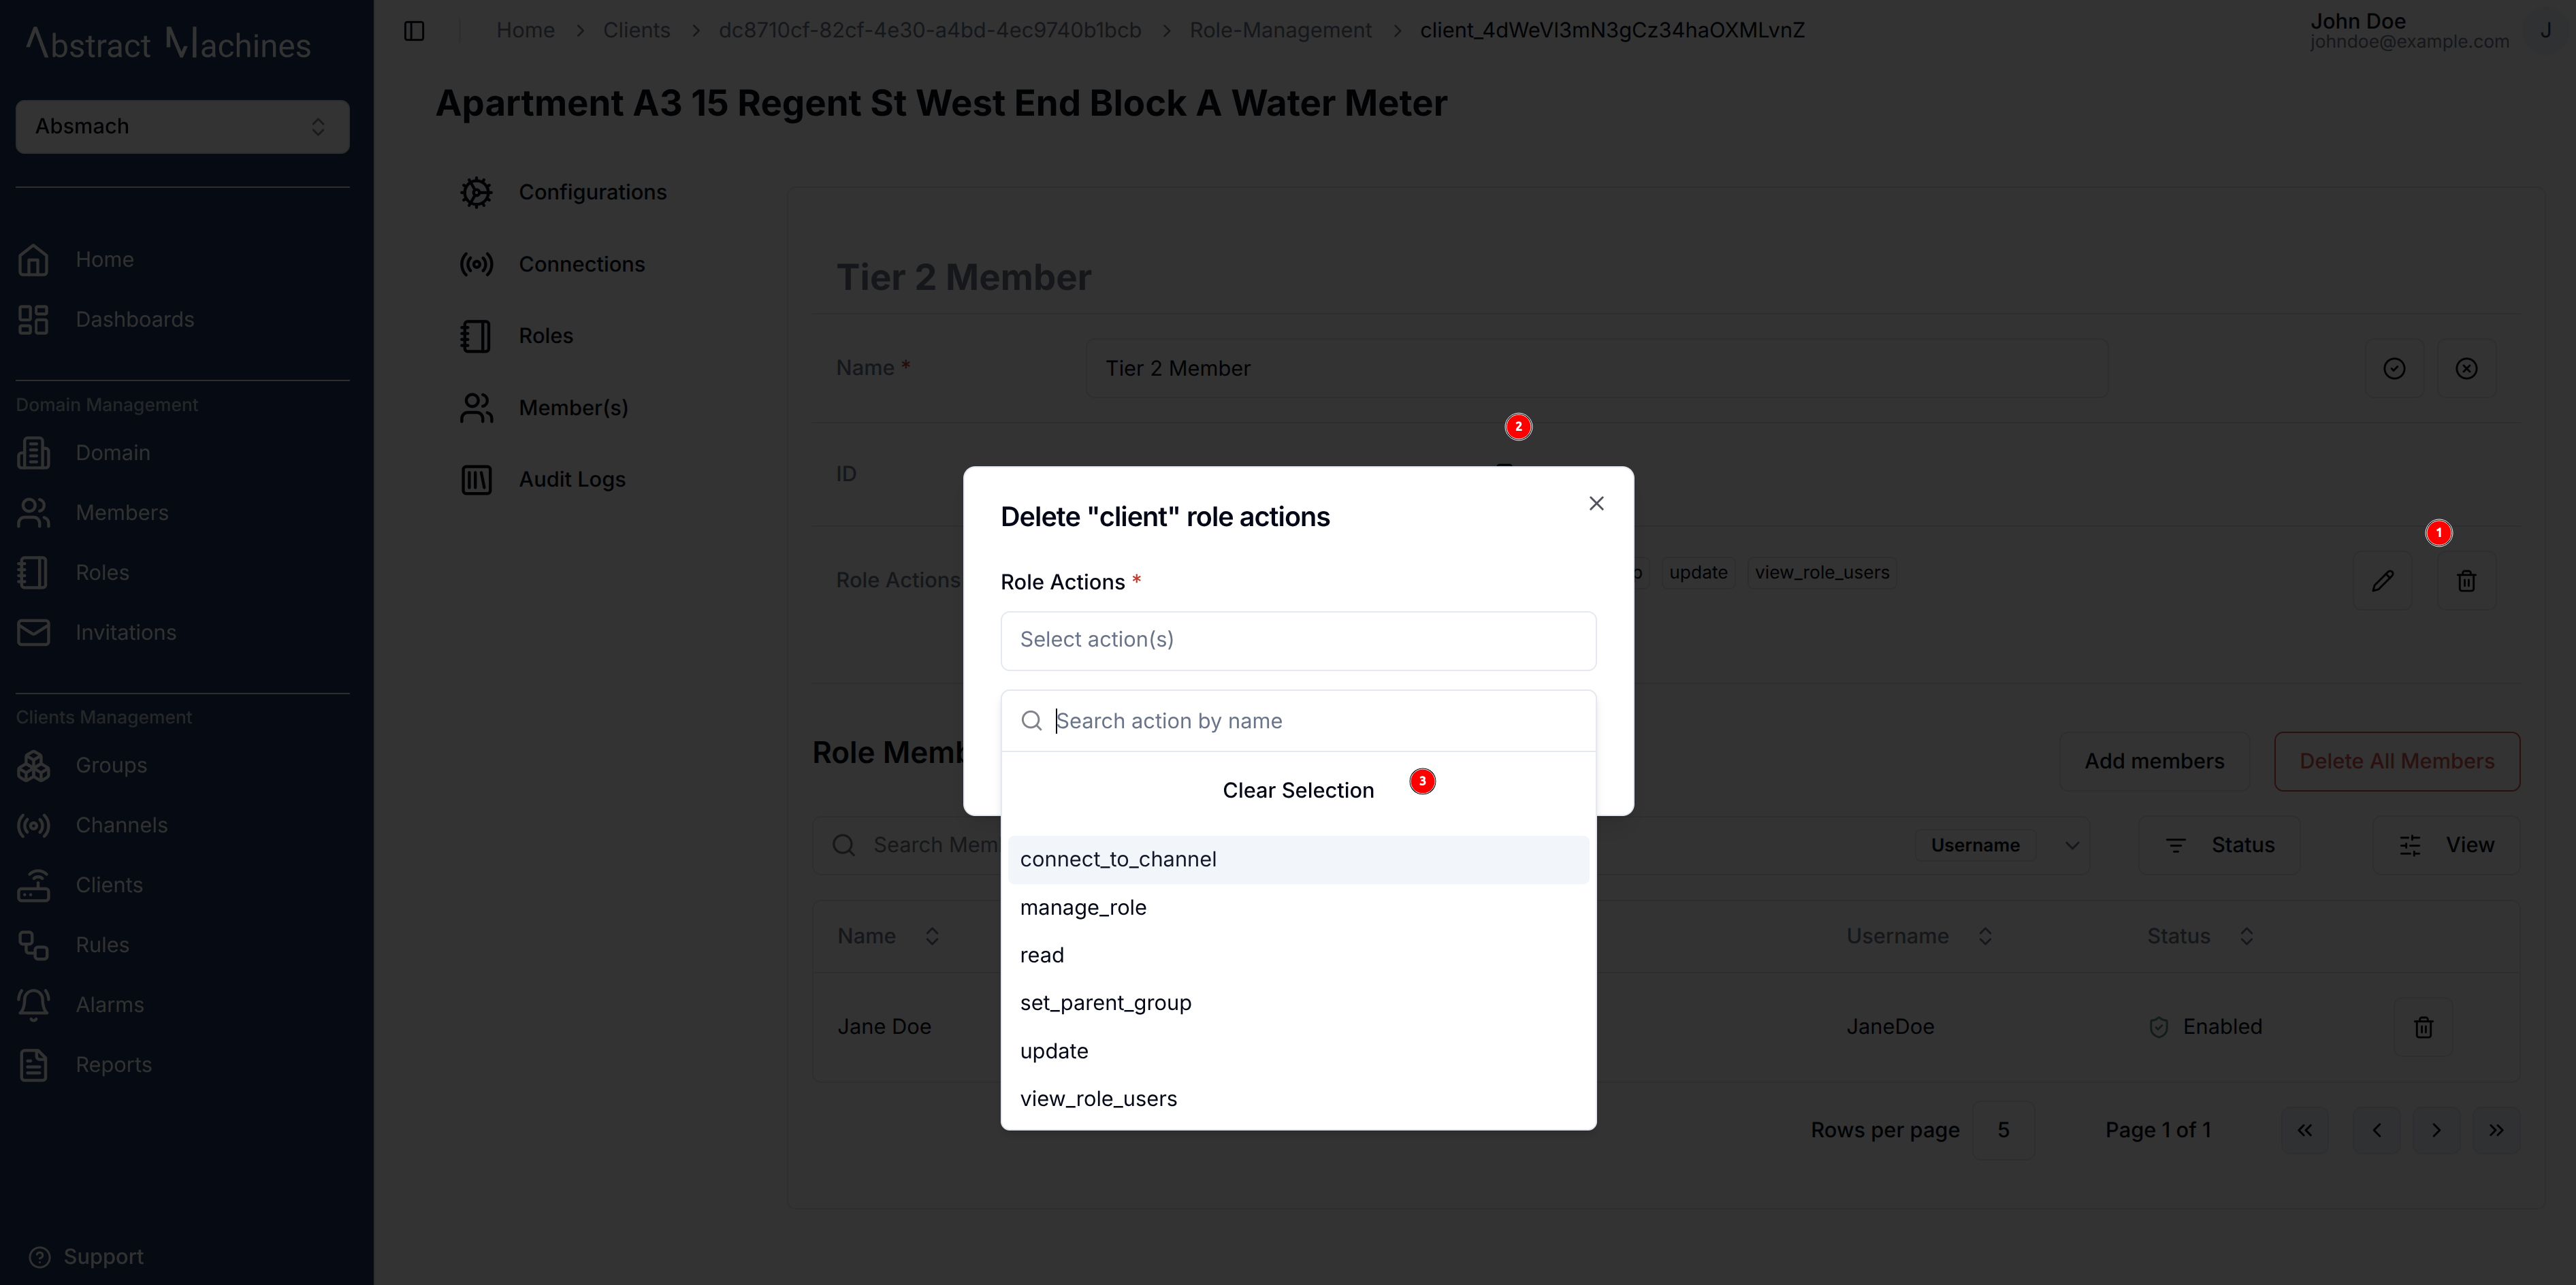 Abstract Machines
Absmach
Home
Dashboards
Domain Management
Domain
Members
Roles
Invitations
Clients Management
Groups
Channels
Clients
Rules
Alarms
Reports
Support
Home > Clients > dc8710cf-82cf-4e30-a4bd-4ec9740b1bcb > Role-Management > client_4dWeVI3mN3gCz34haOXMLvnZ
John Doe
johndoe@example.com
J
Apartment A3 15 Regent St West End Block A Water Meter
Configurations
Connections
Roles
Member(s)
Audit Logs
Tier 2 Member
Name * Tier 2 Member
2
ID
1
Role Actions update view_role_users
Delete "client" role actions
Role Actions *
Select action(s)
Search action by name
Clear Selection 3
connect_to_channel
manage_role
read
set_parent_group
update
view_role_users
Role Add members Delete All Members
Search Username Status View
Name Username Status
Jane Doe JaneDoe Enabled
Rows per page 5 Page 1 of 1